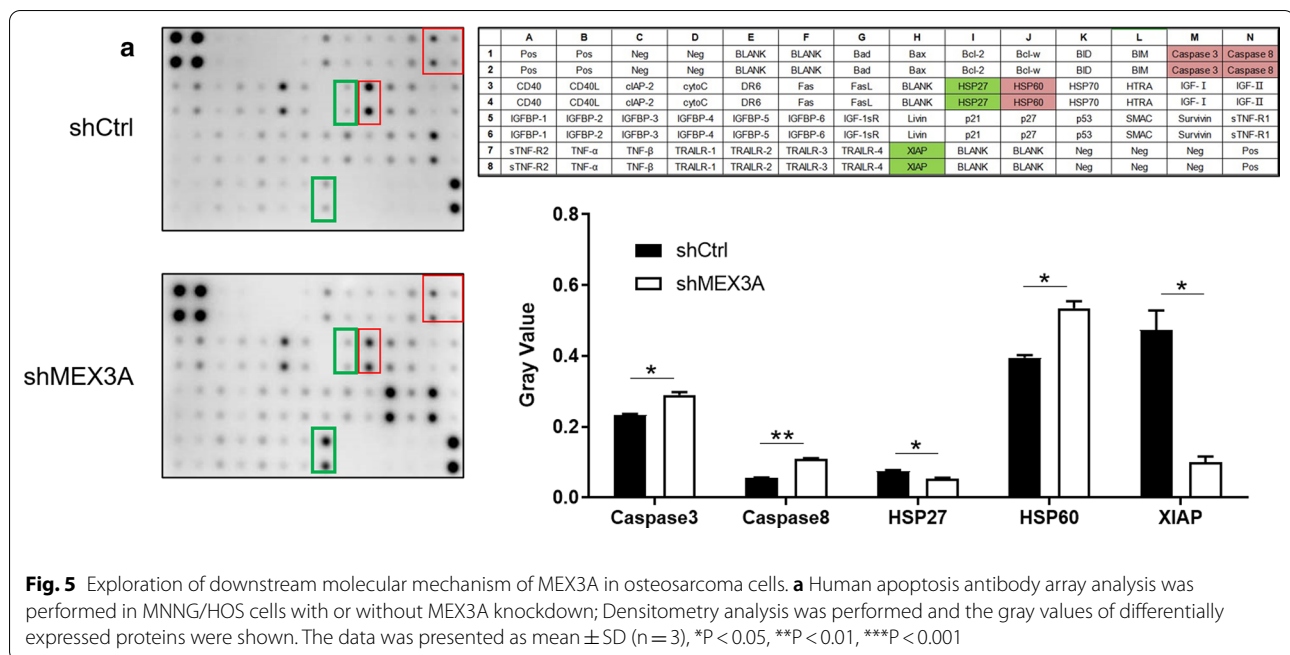 a
shCtrl
shMEX3A
A B C D E F G H I J K L M N
1 Pos Pos Neg Neg BLANK BLANK Bad Bax Bcl-2 Bcl-w BID BIM Caspase 3 Caspase 8
2 Pos Pos Neg Neg BLANK BLANK Bad Bax Bcl-2 Bcl-w BID BIM Caspase 3 Caspase 8
3 CD40 CD40L cIAP-2 cytoC DR6 Fas FasL BLANK HSP27 HSP60 HSP70 HTRA IGF-Ⅰ IGF-Ⅱ
4 CD40 CD40L cIAP-2 cytoC DR6 Fas FasL BLANK HSP27 HSP60 HSP70 HTRA IGF-Ⅰ IGF-Ⅱ
5 IGFBP-1 IGFBP-2 IGFBP-3 IGFBP-4 IGFBP-5 IGFBP-6 IGF-1sR Livin p21 p27 p53 SMAC Survivin sTNF-R1
6 IGFBP-1 IGFBP-2 IGFBP-3 IGFBP-4 IGFBP-5 IGFBP-6 IGF-1sR Livin p21 p27 p53 SMAC Survivin sTNF-R1
7 sTNF-R2 TNF-α TNF-β TRAILR-1 TRAILR-2 TRAILR-3 TRAILR-4 XIAP BLANK BLANK Neg Neg Neg Pos
8 sTNF-R2 TNF-α TNF-β TRAILR-1 TRAILR-2 TRAILR-3 TRAILR-4 XIAP BLANK BLANK Neg Neg Neg Pos
Gray Value
0.8
0.6
0.4
0.2
0.0
shCtrl
shMEX3A
* ** * * *
Caspase3 Caspase8 HSP27 HSP60 XIAP
Fig. 5 Exploration of downstream molecular mechanism of MEX3A in osteosarcoma cells. a Human apoptosis antibody array analysis was
performed in MNNG/HOS cells with or without MEX3A knockdown; Densitometry analysis was performed and the gray values of differentially
expressed proteins were shown. The data was presented as mean ± SD (n = 3), *P < 0.05, **P < 0.01, ***P < 0.001